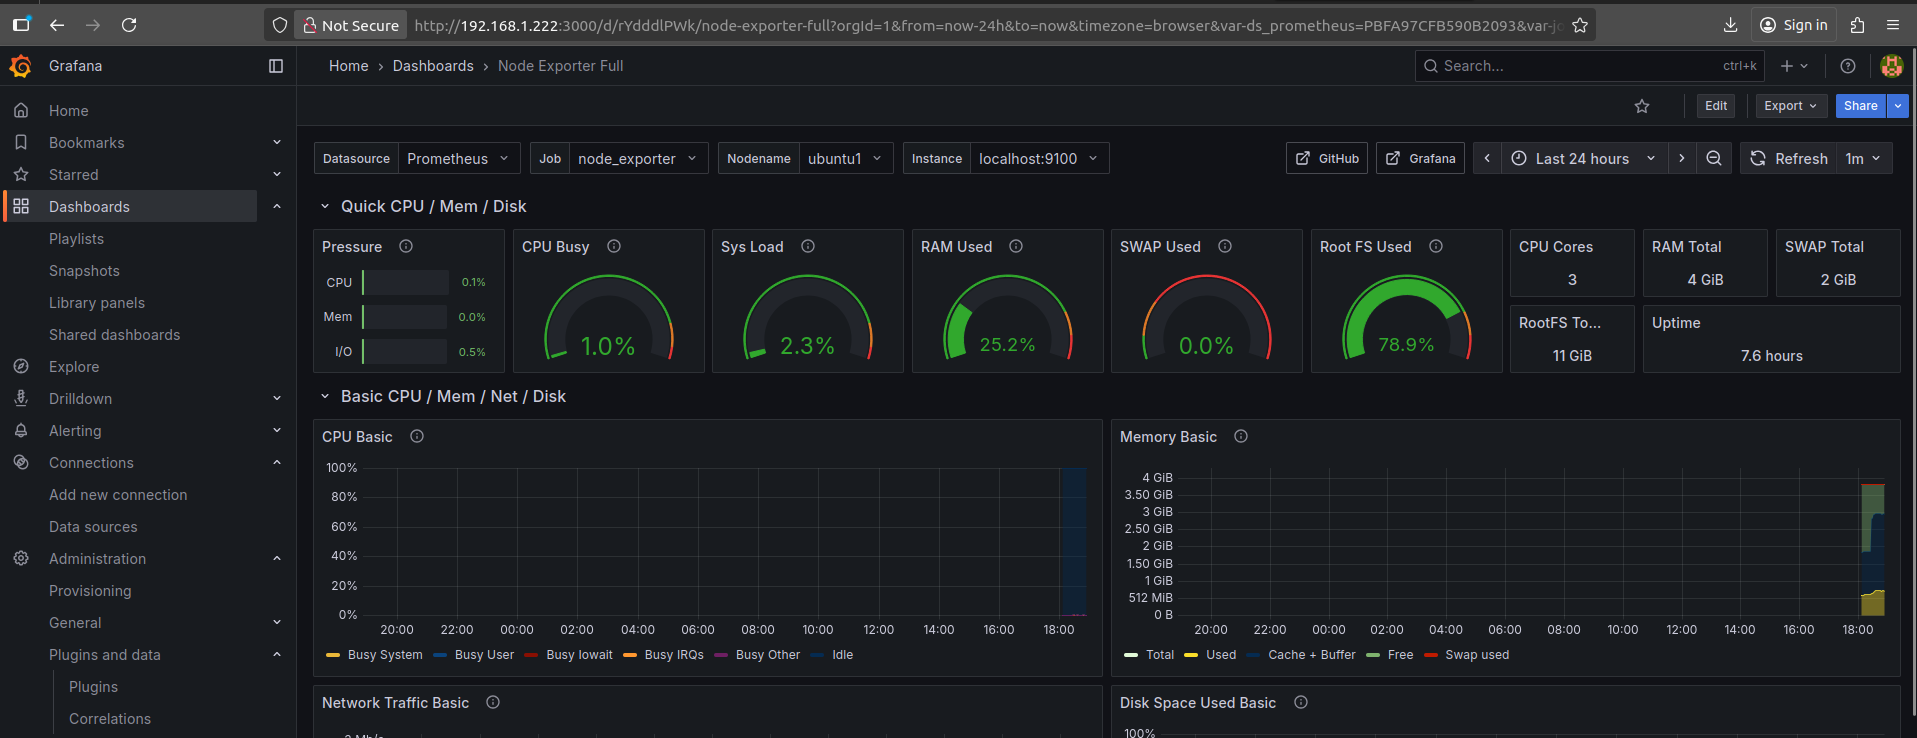 Not Secure http://192.168.1.222:3000/d/rYdddlPWk/node-exporter-full?orgId=1&from=now-24h&to=now&timezone=browser&var-ds_prometheus=PBFA97CFB590B2093&var-jo Sign in
Grafana
Home › Dashboards › Node Exporter Full
Search... ctrl+k
Edit Export Share
Home
Bookmarks
Starred
Dashboards
Playlists
Snapshots
Library panels
Shared dashboards
Explore
Drilldown
Alerting
Connections
Add new connection
Data sources
Administration
Provisioning
General
Plugins and data
Plugins
Correlations
Datasource Prometheus Job node_exporter Nodename ubuntu1 Instance localhost:9100 GitHub Grafana Last 24 hours Refresh 1m
Quick CPU / Mem / Disk
Pressure
CPU 0.1%
Mem 0.0%
I/O 0.5%
CPU Busy
1.0%
Sys Load
2.3%
RAM Used
25.2%
SWAP Used
0.0%
Root FS Used
78.9%
CPU Cores
3
RAM Total
4 GiB
SWAP Total
2 GiB
RootFS To...
11 GiB
Uptime
7.6 hours
Basic CPU / Mem / Net / Disk
CPU Basic
100%
80%
60%
40%
20%
0%
20:00 22:00 00:00 02:00 04:00 06:00 08:00 10:00 12:00 14:00 16:00 18:00
Busy System Busy User Busy Iowait Busy IRQs Busy Other Idle
Memory Basic
4 GiB
3.50 GiB
3 GiB
2.50 GiB
2 GiB
1.50 GiB
1 GiB
512 MiB
0 B
20:00 22:00 00:00 02:00 04:00 06:00 08:00 10:00 12:00 14:00 16:00 18:00
Total Used Cache + Buffer Free Swap used
Network Traffic Basic
Disk Space Used Basic
100%